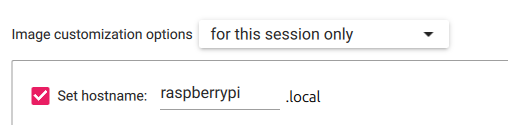 Image customization options for this session only
Set hostname: raspberrypi .local